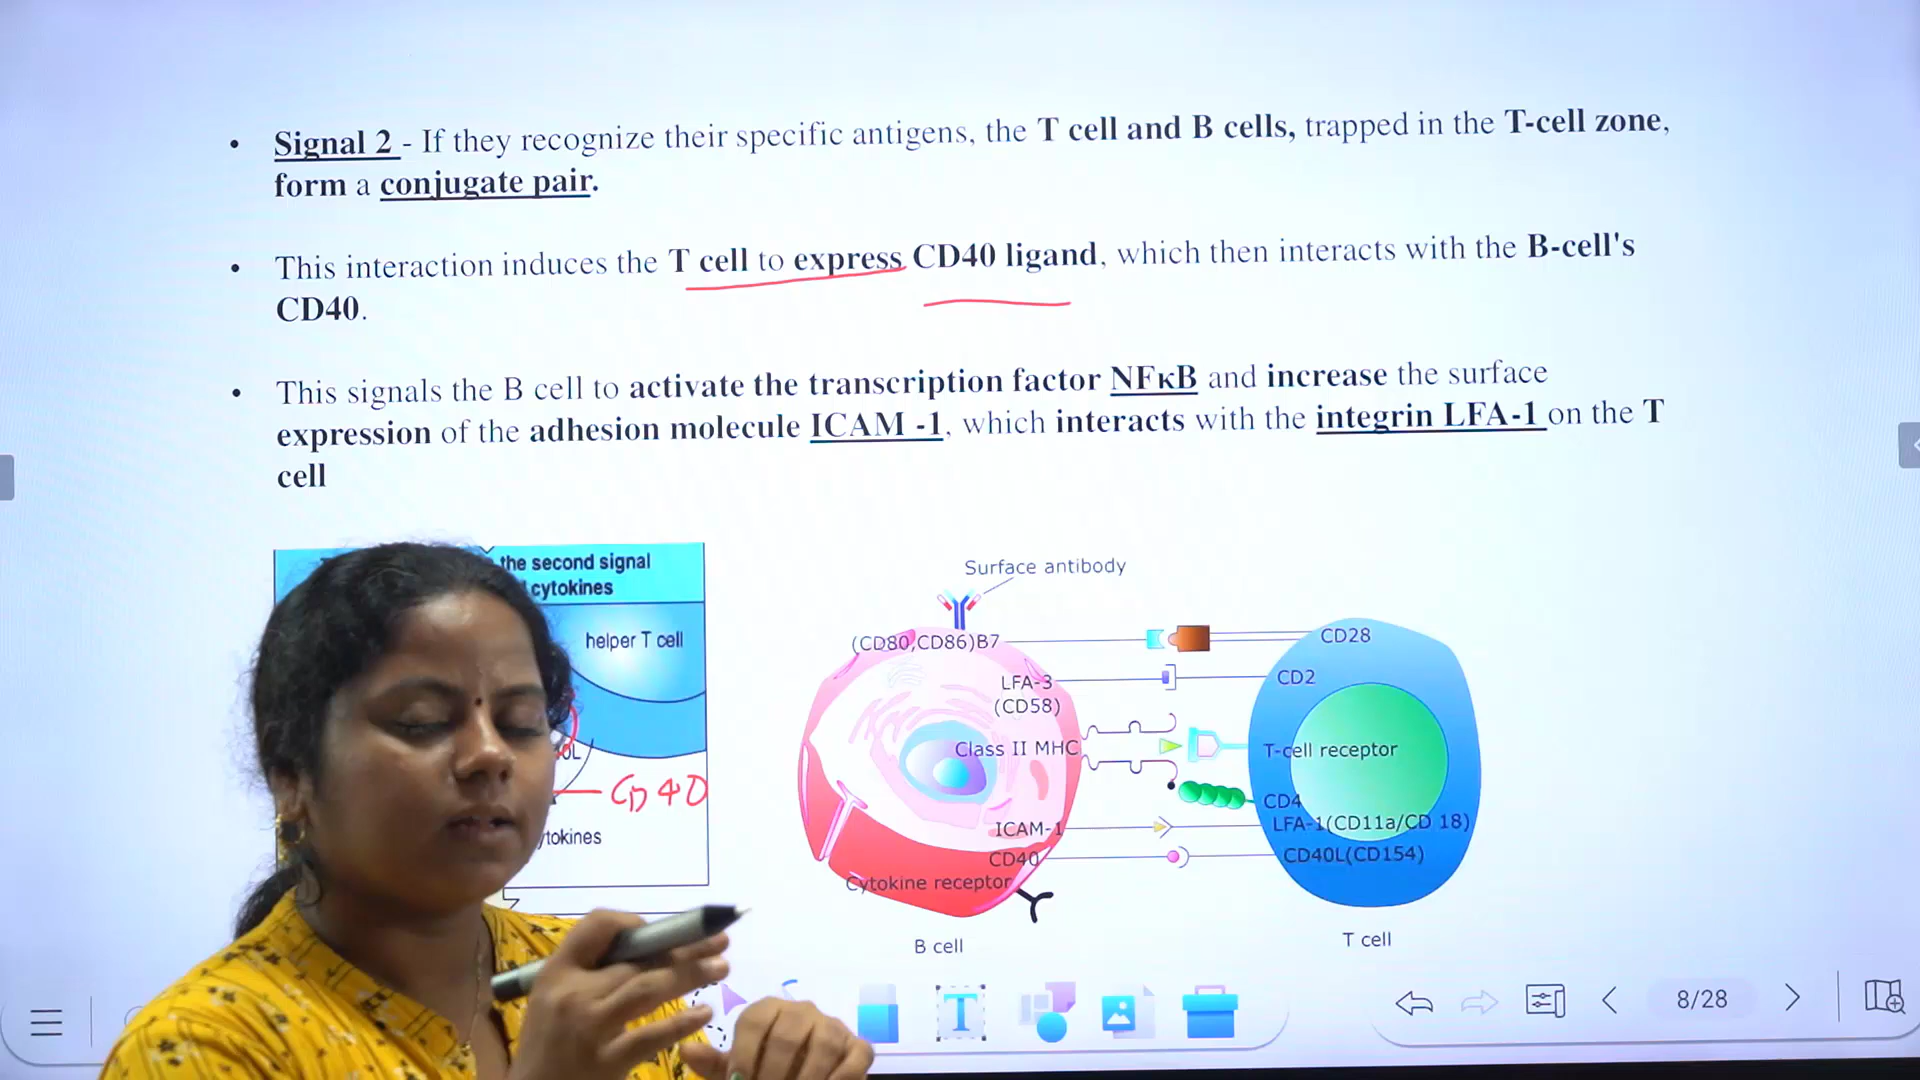 • Signal 2 - If they recognize their specific antigens, the T cell and B cells, trapped in the T-cell zone,
form a conjugate pair.
• This interaction induces the T cell to express CD40 ligand, which then interacts with the B-cell's
CD40.
• This signals the B cell to activate the transcription factor NFκB and increase the surface
expression of the adhesion molecule ICAM -1, which interacts with the integrin LFA-1 on the T
cell
the second signal
cytokines
helper T cell
CD40
Surface antibody
(CD80,CD86)B7
CD28
LFA-3
(CD58)
CD2
Class II MHC
T-cell receptor
CD4
ICAM-1
LFA-1(CD11a/CD 18)
CD40
CD40L(CD154)
Cytokine receptor
B cell
T cell
T
8/28